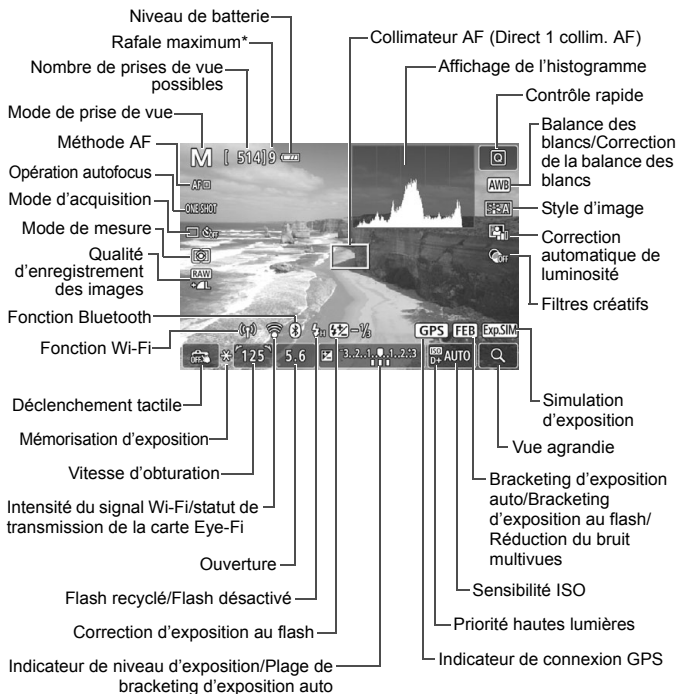 Niveau de batterie
Rafale maximum*
Nombre de prises de vue
possibles
Mode de prise de vue
Méthode AF
Opération autofocus
Mode d'acquisition
Mode de mesure
Qualité
d'enregistrement
des images
Fonction Bluetooth
Fonction Wi-Fi
Déclenchement tactile
Mémorisation d'exposition
Vitesse d'obturation
Intensité du signal Wi-Fi/statut de
transmission de la carte Eye-Fi
Ouverture
Flash recyclé/Flash désactivé
Correction d'exposition au flash
Indicateur de niveau d'exposition/Plage de
bracketing d'exposition auto
Collimateur AF (Direct 1 collim. AF)
Affichage de l'histogramme
Contrôle rapide
Balance des
blancs/Correction
de la balance des
blancs
Style d'image
Correction
automatique de
luminosité
Filtres créatifs
Simulation
d'exposition
Vue agrandie
Bracketing d'exposition
auto/Bracketing
d'exposition au flash/
Réduction du bruit
multivues
Sensibilité ISO
Priorité hautes lumières
Indicateur de connexion GPS
M [ 514] 9
AF
ONE SHOT
OFF
RAW
L
Q
AWB
A
OFF
-1/3
GPS FEB Exp.SIM
OFF * 125 5.6 3..2..1..1..2..3 ISO D+ AUTO